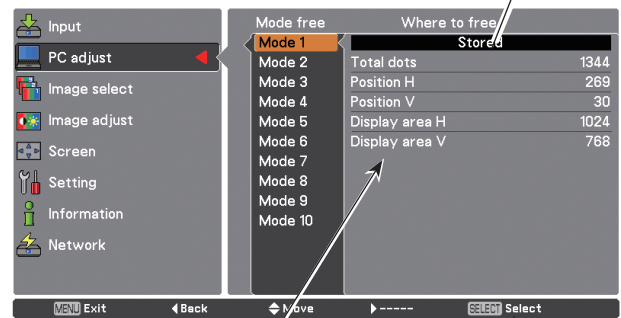 Input
PC adjust
Image select
Image adjust
Screen
Setting
Information
Network
Mode free
Where to free
Mode 1
Mode 2
Mode 3
Mode 4
Mode 5
Mode 6
Mode 7
Mode 8
Mode 9
Mode 10
Stored
Total dots 1344
Position H 269
Position V 30
Display area H 1024
Display area V 768
MENU Exit Back Move ----- SELECT Select